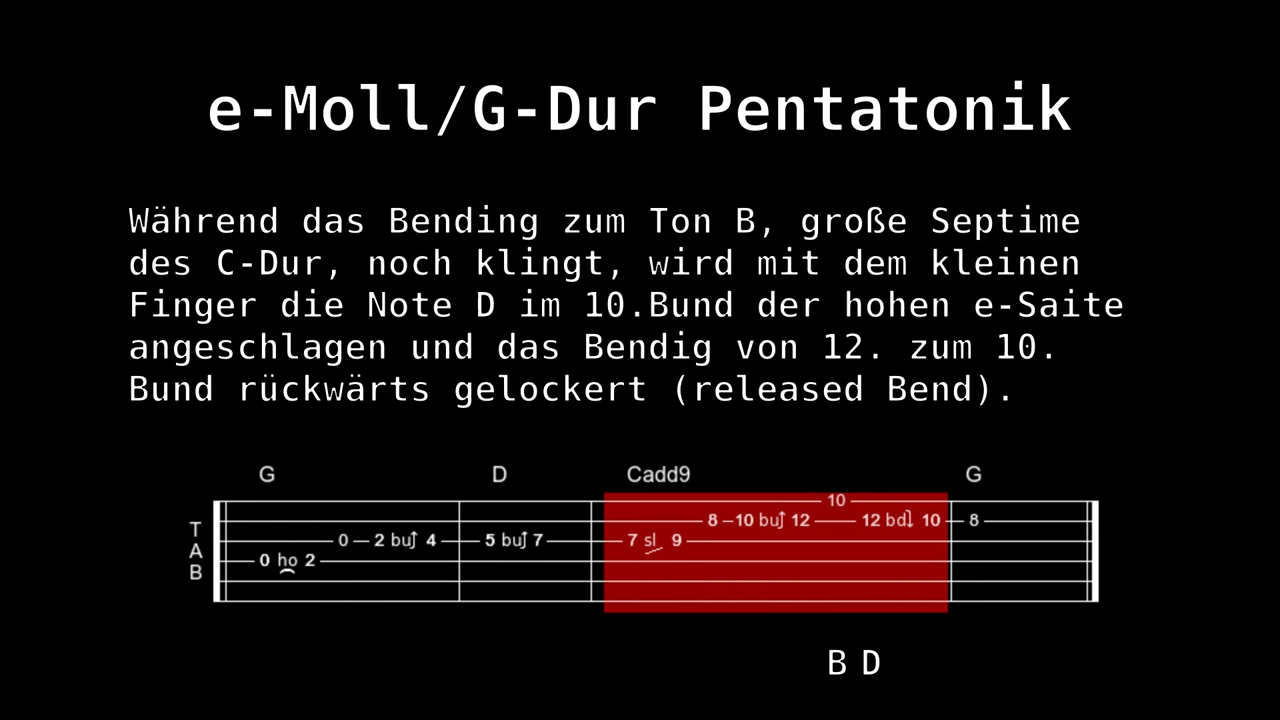 e-Moll/G-Dur Pentatonik
Während das Bending zum Ton B, große Septime
des C-Dur, noch klingt, wird mit dem kleinen
Finger die Note D im 10.Bund der hohen e-Saite
angeschlagen und das Bendig von 12. zum 10.
Bund rückwärts gelockert (released Bend).
G D Cadd9 G
10
8 10 bu 12 12 bd 10 8
T
0 2 bu 4 5 bu 7 7 sl 9
A
0 ho 2
B
B D